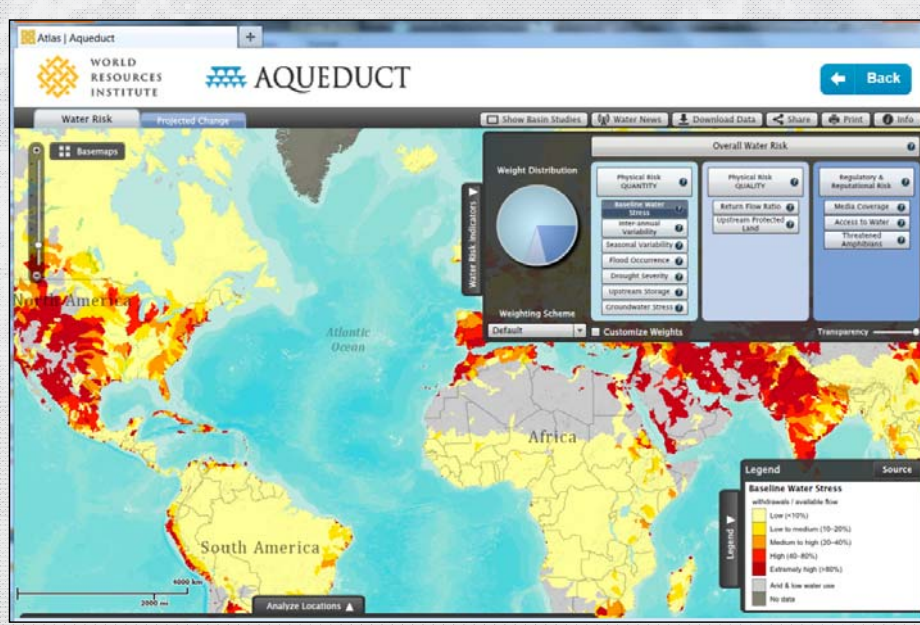 Atlas | Aqueduct
+
WORLD
RESOURCES
INSTITUTE
AQUEDUCT
Back
Water Risk
Projected Change
Show Basin Studies
Water News
Download Data
Share
Print
Info
Basemaps
Overall Water Risk
Weight Distribution
Water Risk Indicators
Physical Risk
QUANTITY
Baseline Water
Stress
Inter-annual
Variability
Seasonal Variability
Flood Occurrence
Drought Severity
Upstream Storage
Groundwater Stress
Physical Risk
QUALITY
Return Flow Ratio
Upstream Protected
Land
Regulatory &
Reputational Risk
Media Coverage
Access to Water
Threatened
Amphibians
Weighting Scheme
Default
Customize Weights
Transparency
North America
Atlantic
Ocean
Africa
South America
Legend
Legend
Source
Baseline Water Stress
withdrawals / available flow
Low (<10%)
Low to medium (10-20%)
Medium to high (20-40%)
High (40-80%)
Extremely high (>80%)
Arid & low water use
No data
4000 km
2000 mi
Analyze Locations